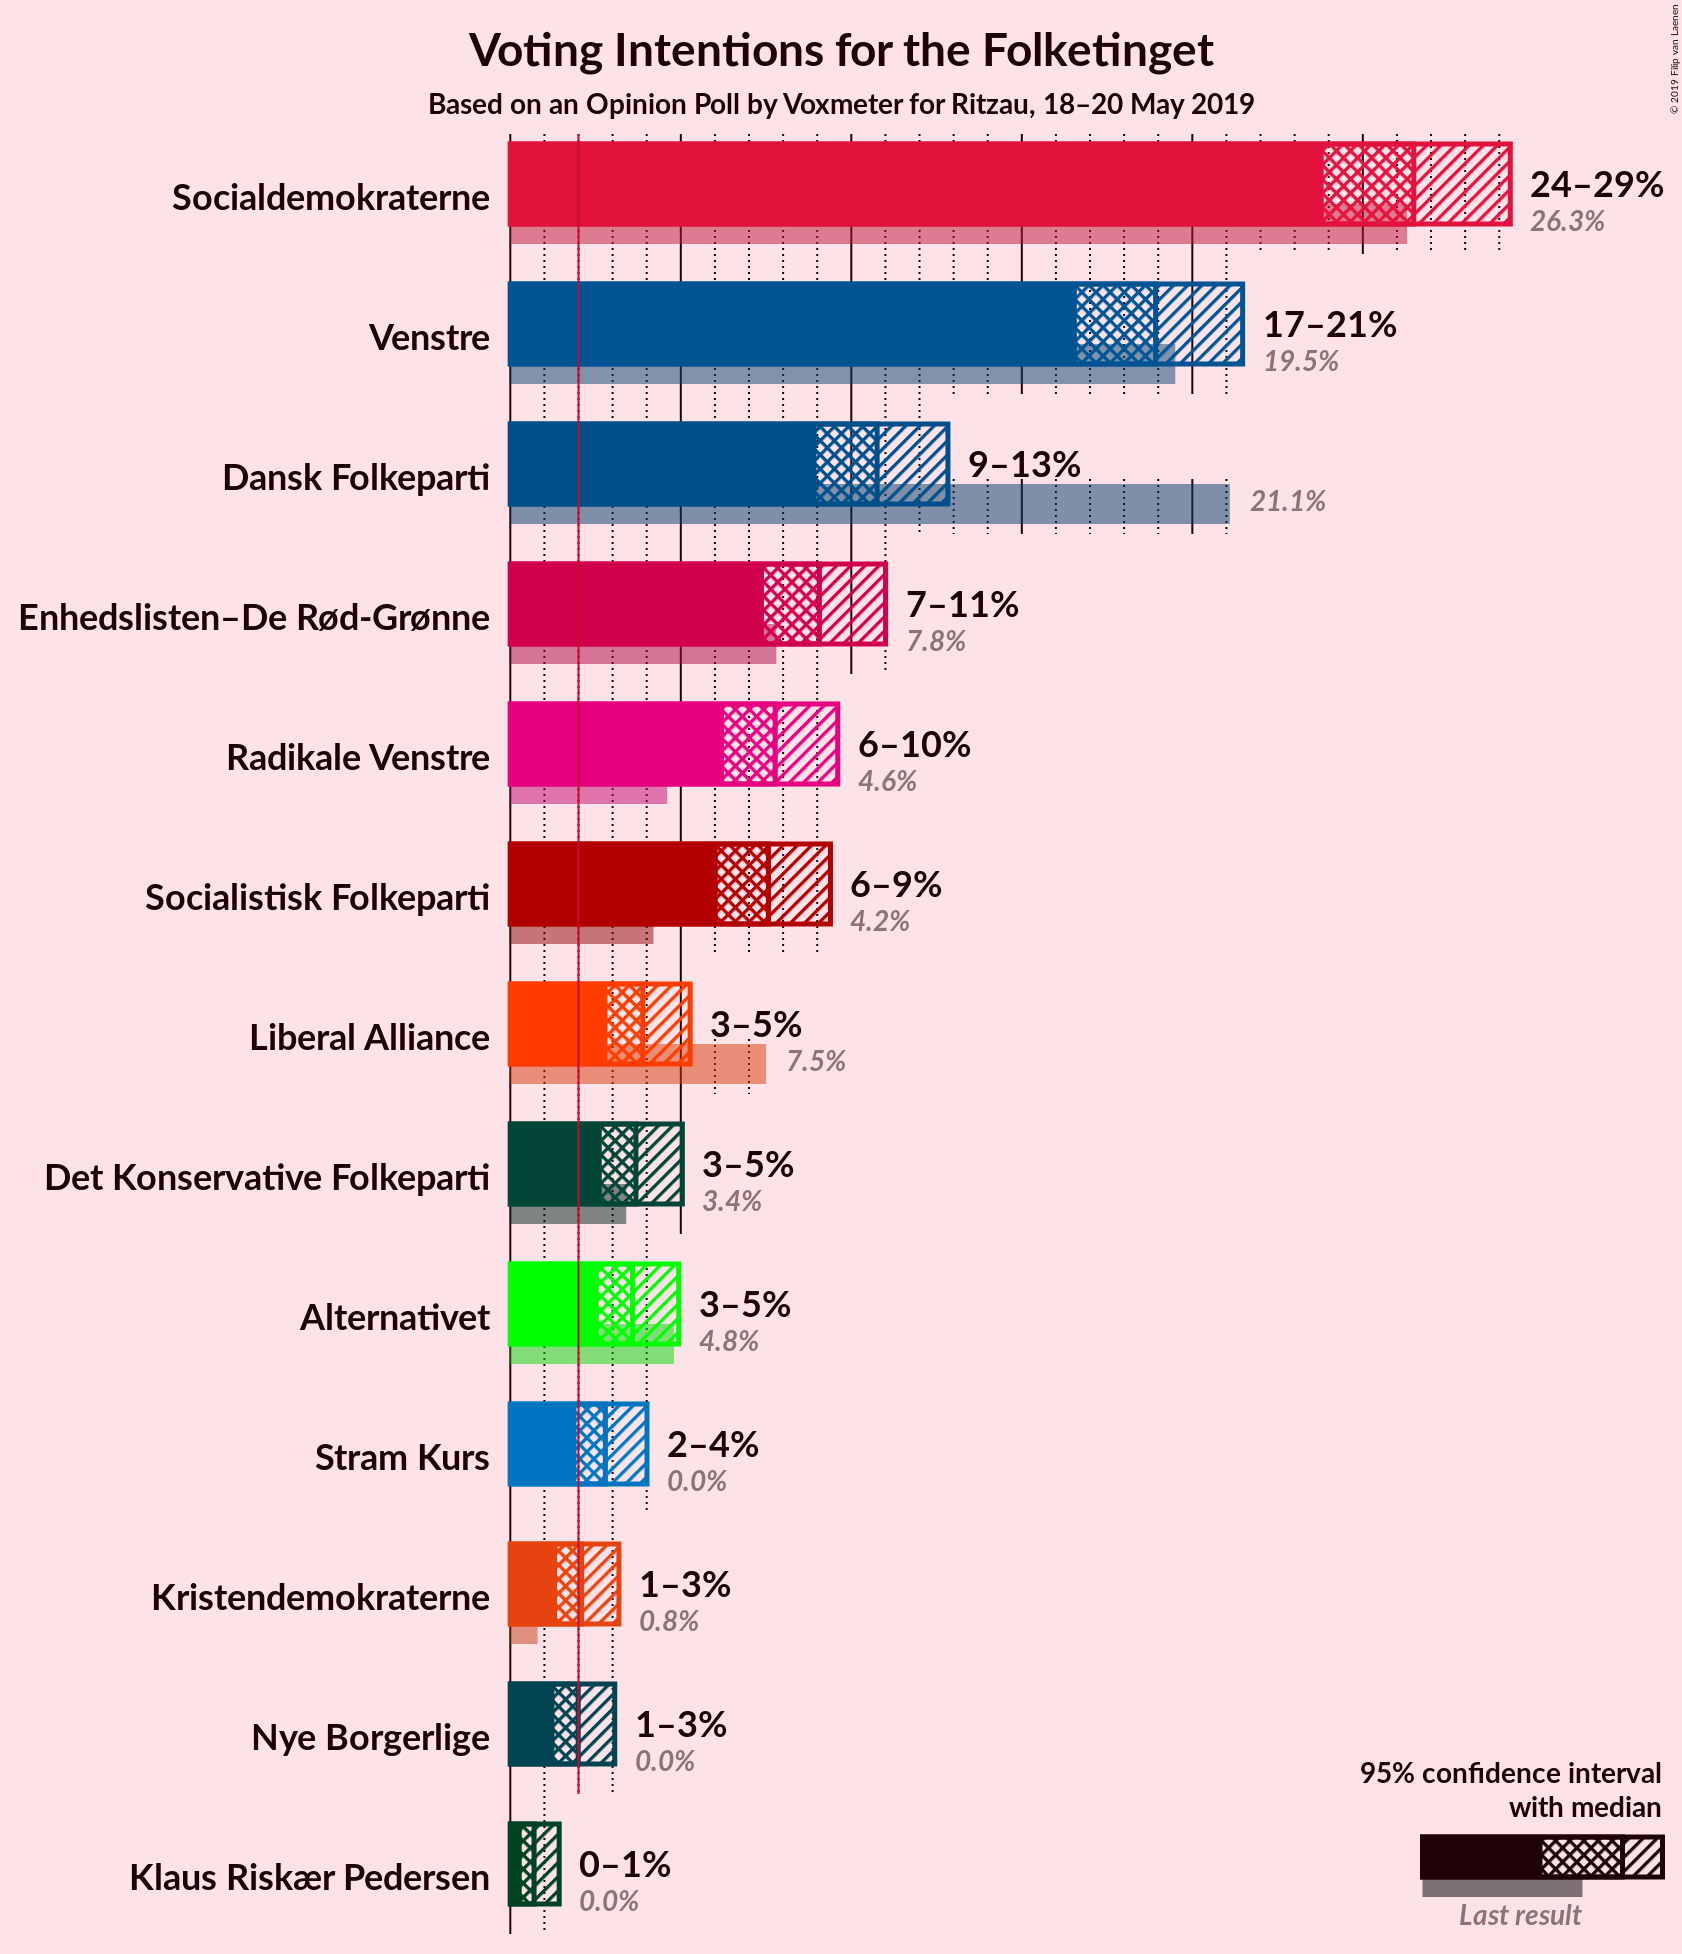 © 2019 Filip van Laenen
Voting Intentions for the Folketinget
Based on an Opinion Poll by Voxmeter for Ritzau, 18–20 May 2019
Socialdemokraterne
24–29%
26.3%
Venstre
17–21%
19.5%
Dansk Folkeparti
9–13%
21.1%
Enhedslisten–De Rød-Grønne
7–11%
7.8%
Radikale Venstre
6–10%
4.6%
Socialistisk Folkeparti
6–9%
4.2%
Liberal Alliance
3–5%
7.5%
Det Konservative Folkeparti
3–5%
3.4%
Alternativet
3–5%
4.8%
Stram Kurs
2–4%
0.0%
Kristendemokraterne
1–3%
0.8%
Nye Borgerlige
1–3%
0.0%
Klaus Riskær Pedersen
0–1%
0.0%
95% confidence interval
with median
Last result